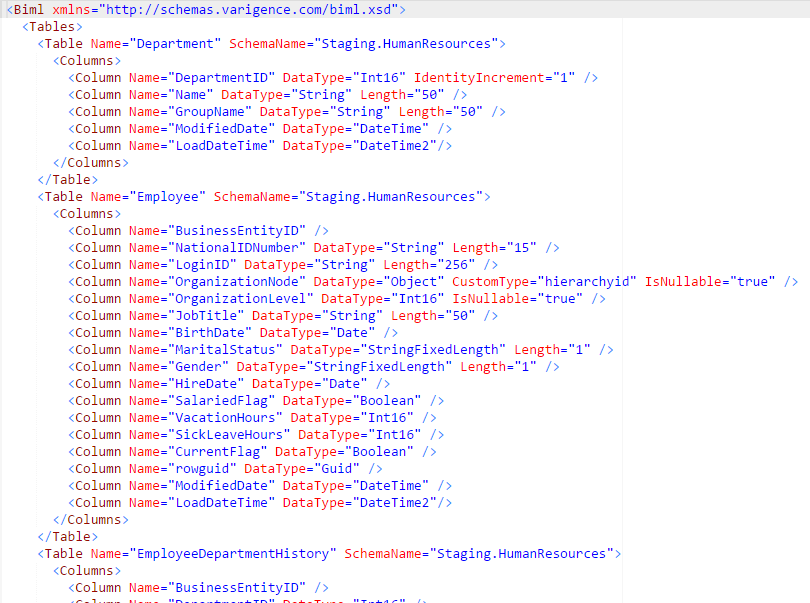 <Biml xmlns="http://schemas.varigence.com/biml.xsd">
<Tables>
<Table Name="Department" SchemaName="Staging.HumanResources">
<Columns>
<Column Name="DepartmentID" DataType="Int16" IdentityIncrement="1" />
<Column Name="Name" DataType="String" Length="50" />
<Column Name="GroupName" DataType="String" Length="50" />
<Column Name="ModifiedDate" DataType="DateTime" />
<Column Name="LoadDateTime" DataType="DateTime2"/>
</Columns>
</Table>
<Table Name="Employee" SchemaName="Staging.HumanResources">
<Columns>
<Column Name="BusinessEntityID" />
<Column Name="NationalIDNumber" DataType="String" Length="15" />
<Column Name="LoginID" DataType="String" Length="256" />
<Column Name="OrganizationNode" DataType="Object" CustomType="hierarchyid" IsNullable="true" />
<Column Name="OrganizationLevel" DataType="Int16" IsNullable="true" />
<Column Name="JobTitle" DataType="String" Length="50" />
<Column Name="BirthDate" DataType="Date" />
<Column Name="MaritalStatus" DataType="StringFixedLength" Length="1" />
<Column Name="Gender" DataType="StringFixedLength" Length="1" />
<Column Name="HireDate" DataType="Date" />
<Column Name="SalariedFlag" DataType="Boolean" />
<Column Name="VacationHours" DataType="Int16" />
<Column Name="SickLeaveHours" DataType="Int16" />
<Column Name="CurrentFlag" DataType="Boolean" />
<Column Name="rowguid" DataType="Guid" />
<Column Name="ModifiedDate" DataType="DateTime" />
<Column Name="LoadDateTime" DataType="DateTime2"/>
</Columns>
</Table>
<Table Name="EmployeeDepartmentHistory" SchemaName="Staging.HumanResources">
<Columns>
<Column Name="BusinessEntityID" />
<Column Name="DepartmentID" DataType="Int16" />